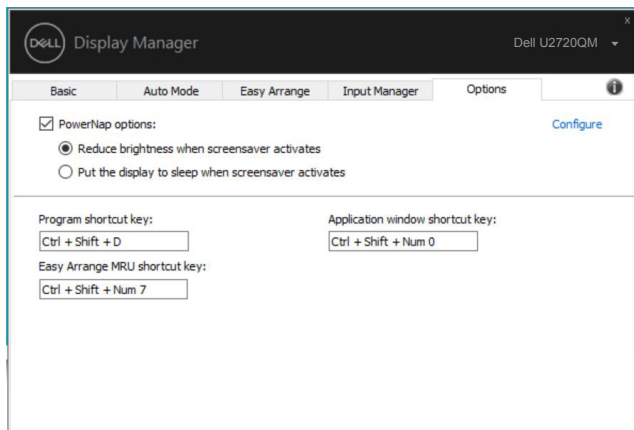 DELL Display Manager
Dell U2720QM
x
Basic Auto Mode Easy Arrange Input Manager Options
PowerNap options:
Configure
Reduce brightness when screensaver activates
Put the display to sleep when screensaver activates
Program shortcut key:
Application window shortcut key:
Ctrl + Shift + D
Ctrl + Shift + Num 0
Easy Arrange MRU shortcut key:
Ctrl + Shift + Num 7